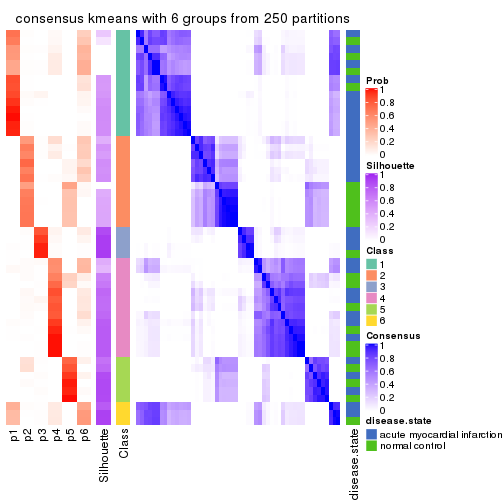 consensus kmeans with 6 groups from 250 partitions
Prob
1
0.8
0.6
0.4
0.2
0
Silhouette
1
0.8
0.6
0.4
0.2
0
Class
1
2
3
4
5
6
Consensus
1
0.8
0.6
0.4
0.2
0
disease.state
acute myocardial infarction
normal control
p1
p2
p3
p4
p5
p6
Silhouette
Class
disease.state